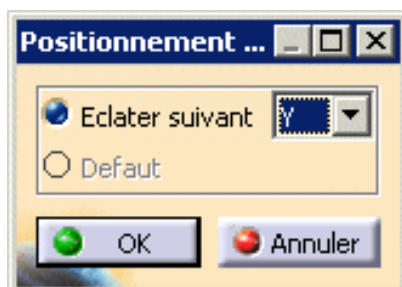 Positionnement ...
Eclater suivant Y
Defaut
OK Annuler